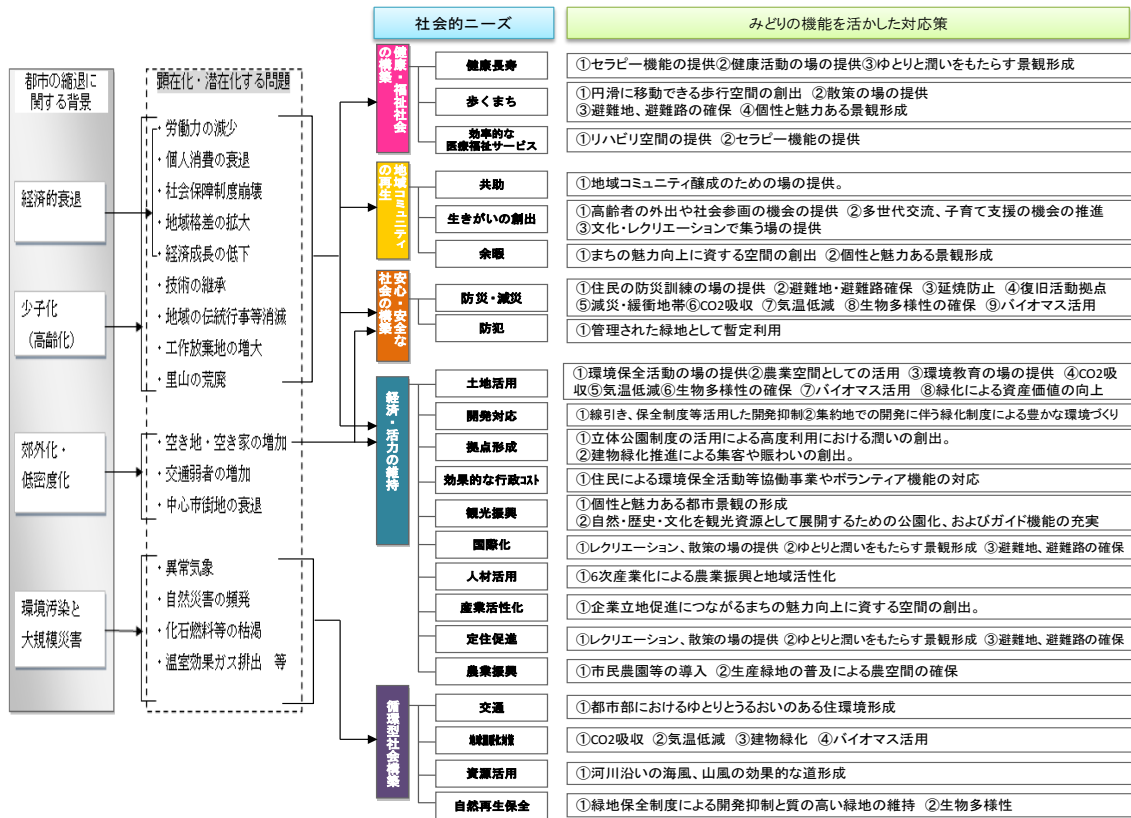 社会的ニーズ
みどりの機能を活かした対応策
都市の縮退に
関する背景
経済的衰退
少子化
(高齢化)
郊外化・
低密度化
環境汚染と
大規模災害
顕在化・潜在化する問題
・労働力の減少
・個人消費の衰退
・社会保障制度崩壊
・地域格差の拡大
・経済成長の低下
・技術の継承
・地域の伝統行事等消滅
・工作放棄地の増大
・里山の荒廃
・空き地・空き家の増加
・交通弱者の増加
・中心市街地の衰退
・異常気象
・自然災害の頻発
・化石燃料等の枯渇
・温室効果ガス排出　等
健康・福祉社会
の構築
健康長寿
①セラピー機能の提供②健康活動の場の提供③ゆとりと潤いをもたらす景観形成
歩くまち
①円滑に移動できる歩行空間の創出 ②散策の場の提供
③避難地、避難路の確保 ④個性と魅力ある景観形成
効率的な
医療福祉サービス
①リハビリ空間の提供 ②セラピー機能の提供
地域コミュニティ
の再生
共助
①地域コミュニティ醸成のための場の提供。
生きがいの創出
①高齢者の外出や社会参画の機会の提供 ②多世代交流、子育て支援の機会の推進
③文化・レクリエーションで集う場の提供
余暇
①まちの魅力向上に資する空間の創出 ②個性と魅力ある景観形成
安心・安全な
社会の構築
防災・減災
①住民の防災訓練の場の提供 ②避難地・避難路確保 ③延焼防止 ④復旧活動拠点
⑤減災・緩衝地帯⑥CO2吸収 ⑦気温低減 ⑧生物多様性の確保 ⑨バイオマス活用
防犯
①管理された緑地として暫定利用
経済・活力の維持
土地活用
①環境保全活動の場の提供②農業空間としての活用 ③環境教育の場の提供 ④CO2吸
収⑤気温低減⑥生物多様性の確保 ⑦バイオマス活用 ⑧緑化による資産価値の向上
開発対応
①線引き、保全制度等活用した開発抑制②集約地での開発に伴う緑化制度による豊かな環境づくり
拠点形成
①立体公園制度の活用による高度利用における潤いの創出。
②建物緑化推進による集客や賑わいの創出。
効果的な行政コスト
①住民による環境保全活動等協働事業やボランティア機能の対応
観光振興
①個性と魅力ある都市景観の形成
②自然・歴史・文化を観光資源として展開するための公園化、およびガイド機能の充実
国際化
①レクリエーション、散策の場の提供 ②ゆとりと潤いをもたらす景観形成 ③避難地、避難路の確保
人材活用
①6次産業化による農業振興と地域活性化
産業活性化
①企業立地促進につながるまちの魅力向上に資する空間の創出。
定住促進
①レクリエーション、散策の場の提供 ②ゆとりと潤いをもたらす景観形成 ③避難地、避難路の確保
農業振興
①市民農園等の導入 ②生産緑地の普及による農空間の確保
循環型社会構築
交通
①都市部におけるゆとりとうるおいのある住環境形成
地球温暖化対策
①CO2吸収 ②気温低減 ③建物緑化 ④バイオマス活用
資源活用
①河川沿いの海風、山風の効果的な道形成
自然再生保全
①緑地保全制度による開発抑制と質の高い緑地の維持 ②生物多様性